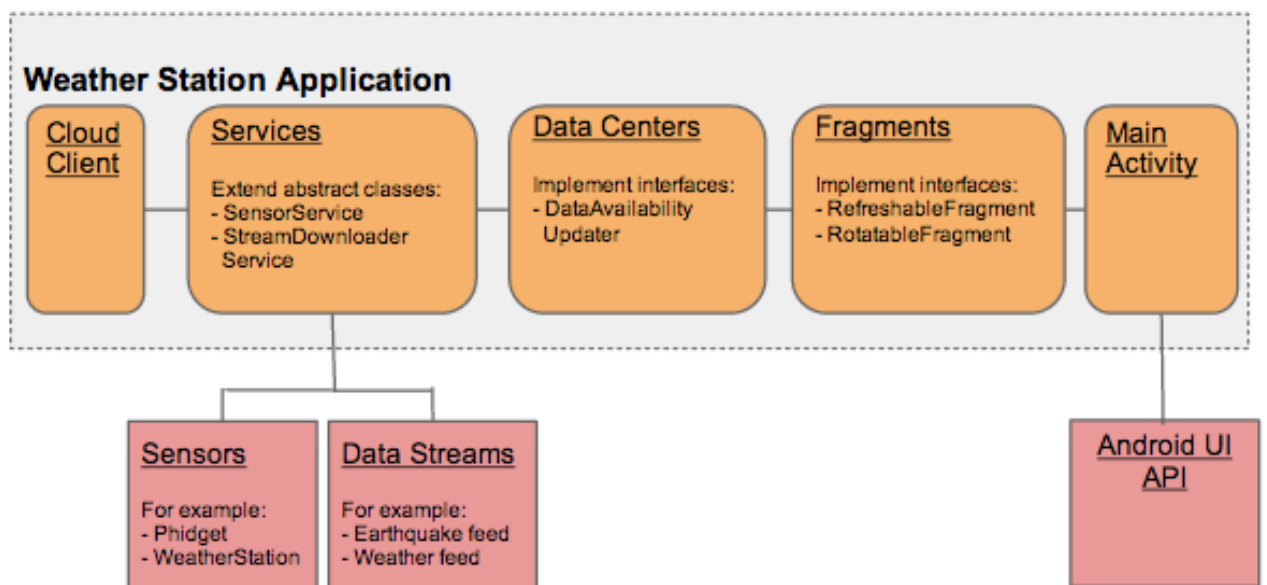 Weather Station Application
Cloud
Client
Services
Extend abstract classes:
- SensorService
- StreamDownloader
Service
Data Centers
Implement interfaces:
- DataAvailability
Updater
Fragments
Implement interfaces:
- RefreshableFragment
- RotatableFragment
Main
Activity
Sensors
For example:
- Phidget
- WeatherStation
Data Streams
For example:
- Earthquake feed
- Weather feed
Android UI
API